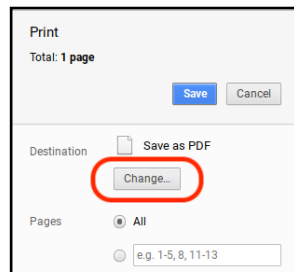 Print
Total: 1 page
Save Cancel
Destination Save as PDF
Change...
Pages All
e.g. 1-5, 8, 11-13